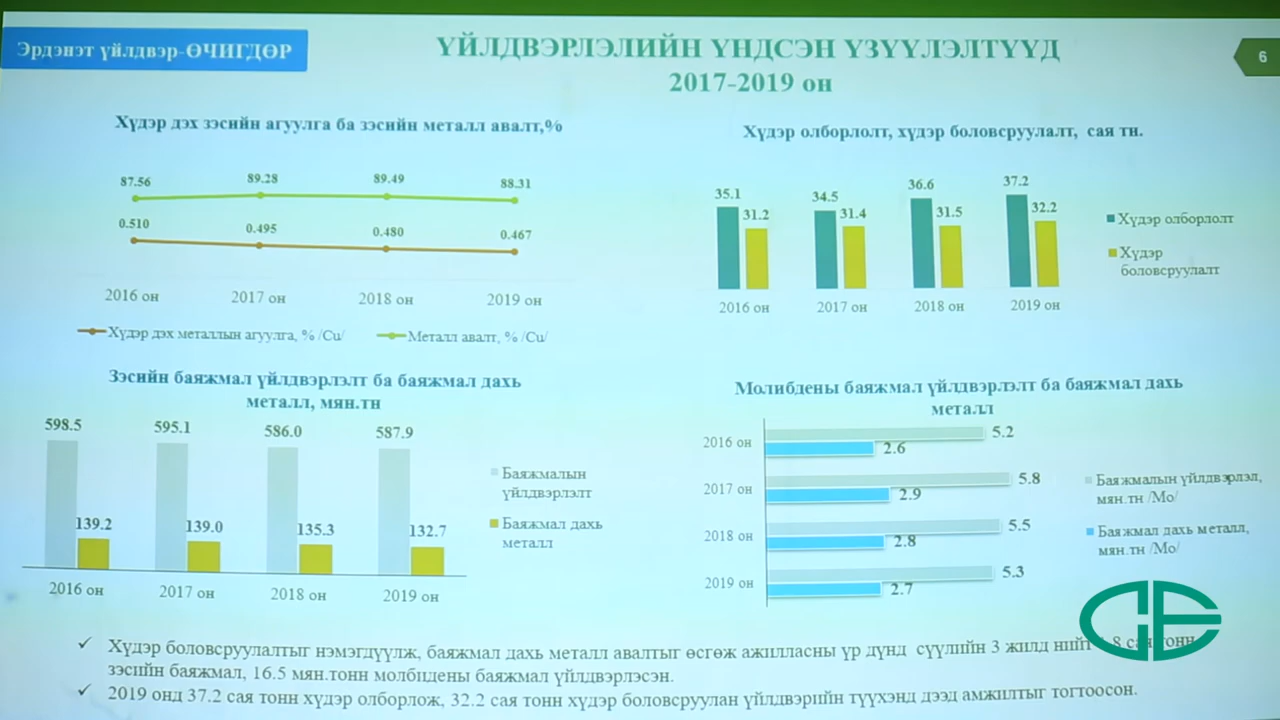 Эрдэнэт үйлдвэр-ӨЧИГДӨР
ҮЙЛДВЭРЛЭЛИЙН ҮНДСЭН ҮЗҮҮЛЭЛТҮҮД
2017-2019 он
6
Хүдэр дэх зэсийн агуулга ба зэсийн металл авалт,%
87.56 89.28 89.49 88.31
0.510 0.495 0.480 0.467
2016 он 2017 он 2018 он 2019 он
Хүдэр дэх металлын агуулга, % /Cu/ Металл авалт, % /Cu/
Хүдэр олборлолт, хүдэр боловсруулалт, сая тн.
35.1 34.5 36.6 37.2
31.2 31.4 31.5 32.2
2016 он 2017 он 2018 он 2019 он
Хүдэр олборлолт
Хүдэр
боловсруулалт
Зэсийн баяжмал үйлдвэрлэлт ба баяжмал дахь
металл, мян.тн
598.5 595.1 586.0 587.9
139.2 139.0 135.3 132.7
2016 он 2017 он 2018 он 2019 он
Баяжмалын
үйлдвэрлэлт
Баяжмал дахь
металл
Молибдены баяжмал үйлдвэрлэлт ба баяжмал дахь
металл
2016 он 5.2
2.6
2017 он 5.8
2.9
2018 он 5.5
2.8
2019 он 5.3
2.7
Баяжмалын үйлдвэрлэл,
мян.тн /Mo/
Баяжмал дахь металл,
мян.тн /Mo/
✓ Хүдэр боловсруулалтыг нэмэгдүүлж, баяжмал дахь металл авалтыг өсгөж ажилласны үр дүнд сүүлийн 3 жилд нийт сая тонн
зэсийн баяжмал, 16.5 мян.тонн молибдены баяжмал үйлдвэрлэсэн.
✓ 2019 онд 37.2 сая тонн хүдэр олборлож, 32.2 сая тонн хүдэр боловсруулан үйлдвэрийн түүхэнд дээд амжилтыг тогтоосон.